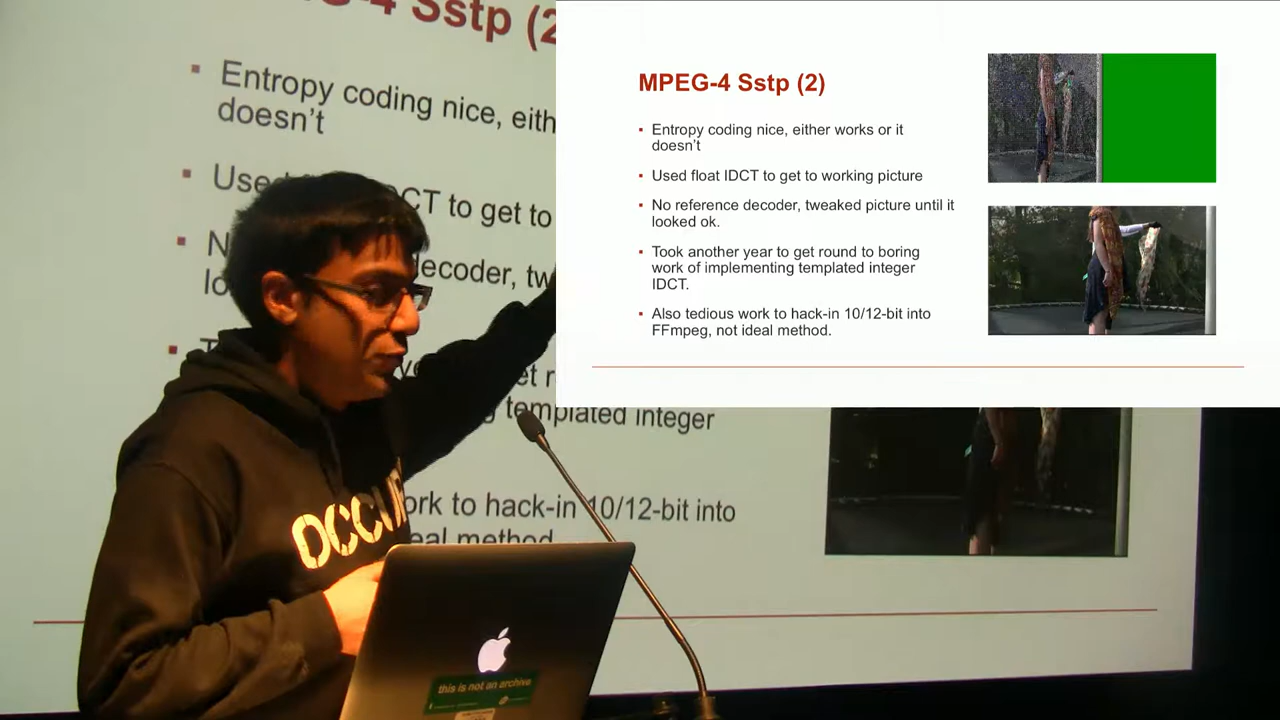 -4 Sstp (2
Entropy coding nice, eith
doesn't
CT to get to
ecoder, tw
templated integer
ork to hack-in 10/12-bit into
eal method
MPEG-4 Sstp (2)
Entropy coding nice, either works or it
doesn't
Used float IDCT to get to working picture
No reference decoder, tweaked picture until it
looked ok.
Took another year to get round to boring
work of implementing templated integer
IDCT.
Also tedious work to hack-in 10/12-bit into
FFmpeg, not ideal method.
OCCU
this is not an archive